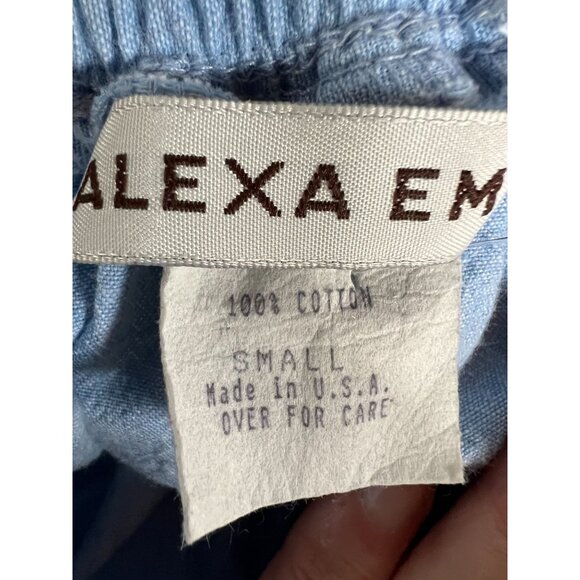 ALEXA EM
100% COTTON
SMALL
Made in U.S.A.
OVER FOR CARE